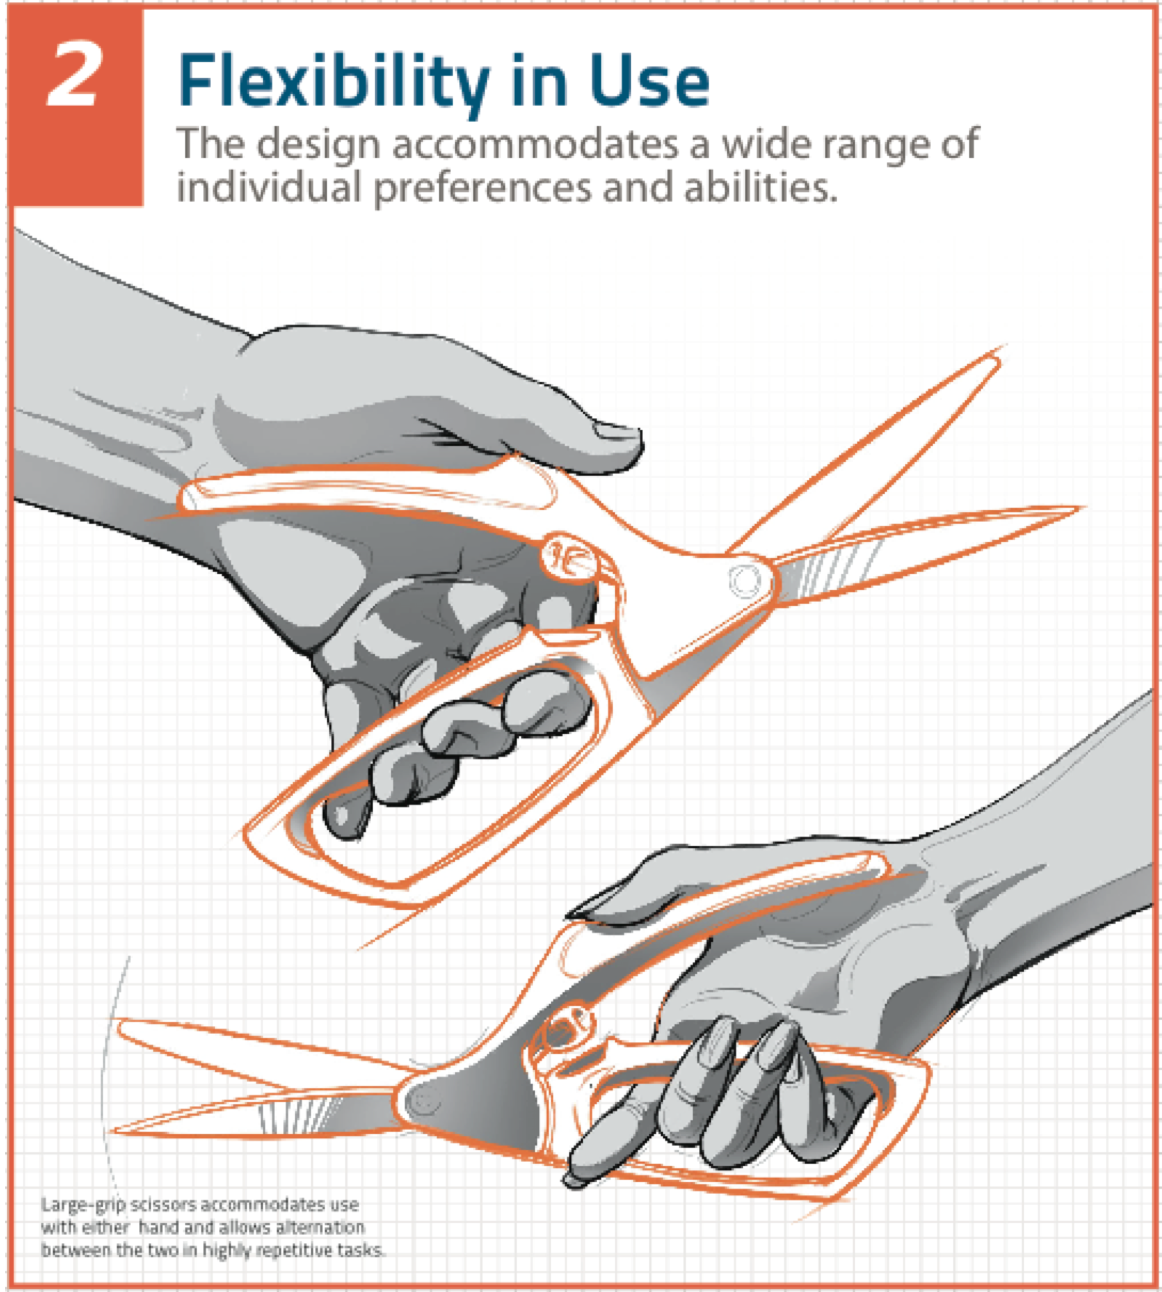 2
Flexibility in Use
The design accommodates a wide range of
individual preferences and abilities.
Large-grip scissors accommodates use
with either hand and allows alternation
between the two in highly repetitive tasks.